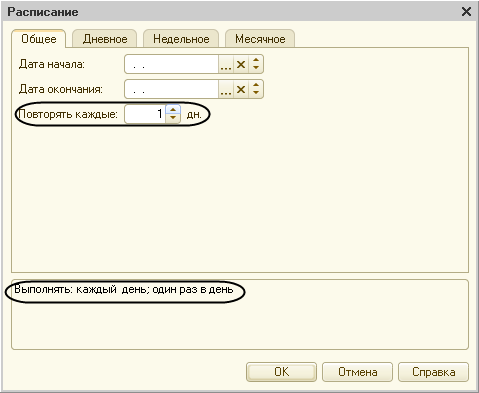 Расписание
Общее Дневное Недельное Месячное
Дата начала: . . ...
Дата окончания: . . ...
Повторять каждые: 1 дн.
Выполнять: каждый день; один раз в день
OK Отмена Справка